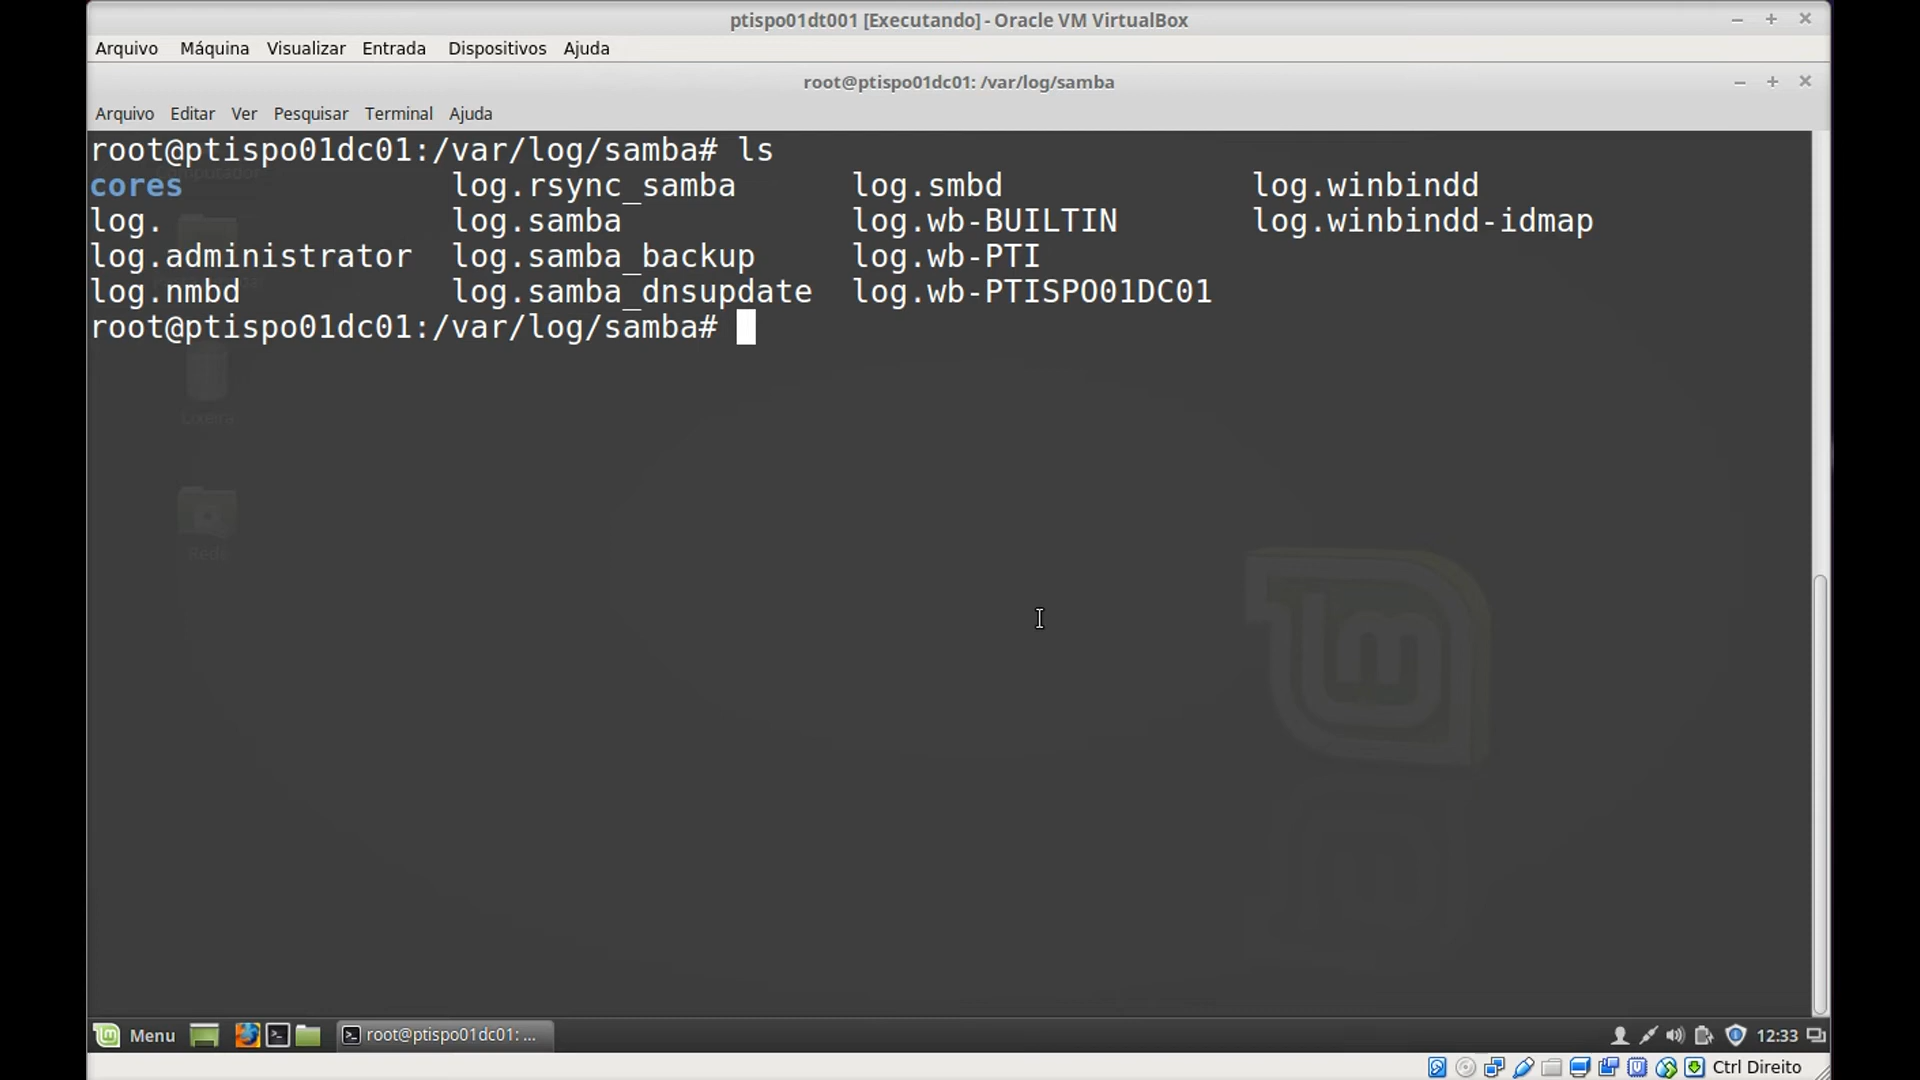 ptispo01dt001 [Executando] - Oracle VM VirtualBox
Arquivo Máquina Visualizar Entrada Dispositivos Ajuda
root@ptispo01dc01: /var/log/samba
Arquivo Editar Ver Pesquisar Terminal Ajuda
root@ptispo01dc01:/var/log/samba# ls
cores log.rsync_samba log.smbd log.winbindd
log. log.samba log.wb-BUILTIN log.winbindd-idmap
log.administrator log.samba_backup log.wb-PTI
log.nmbd log.samba_dnsupdate log.wb-PTISPO01DC01
root@ptispo01dc01:/var/log/samba#
Lixeira
Rede
Menu root@ptispo01dc01: ... 12:33
Ctrl Direito